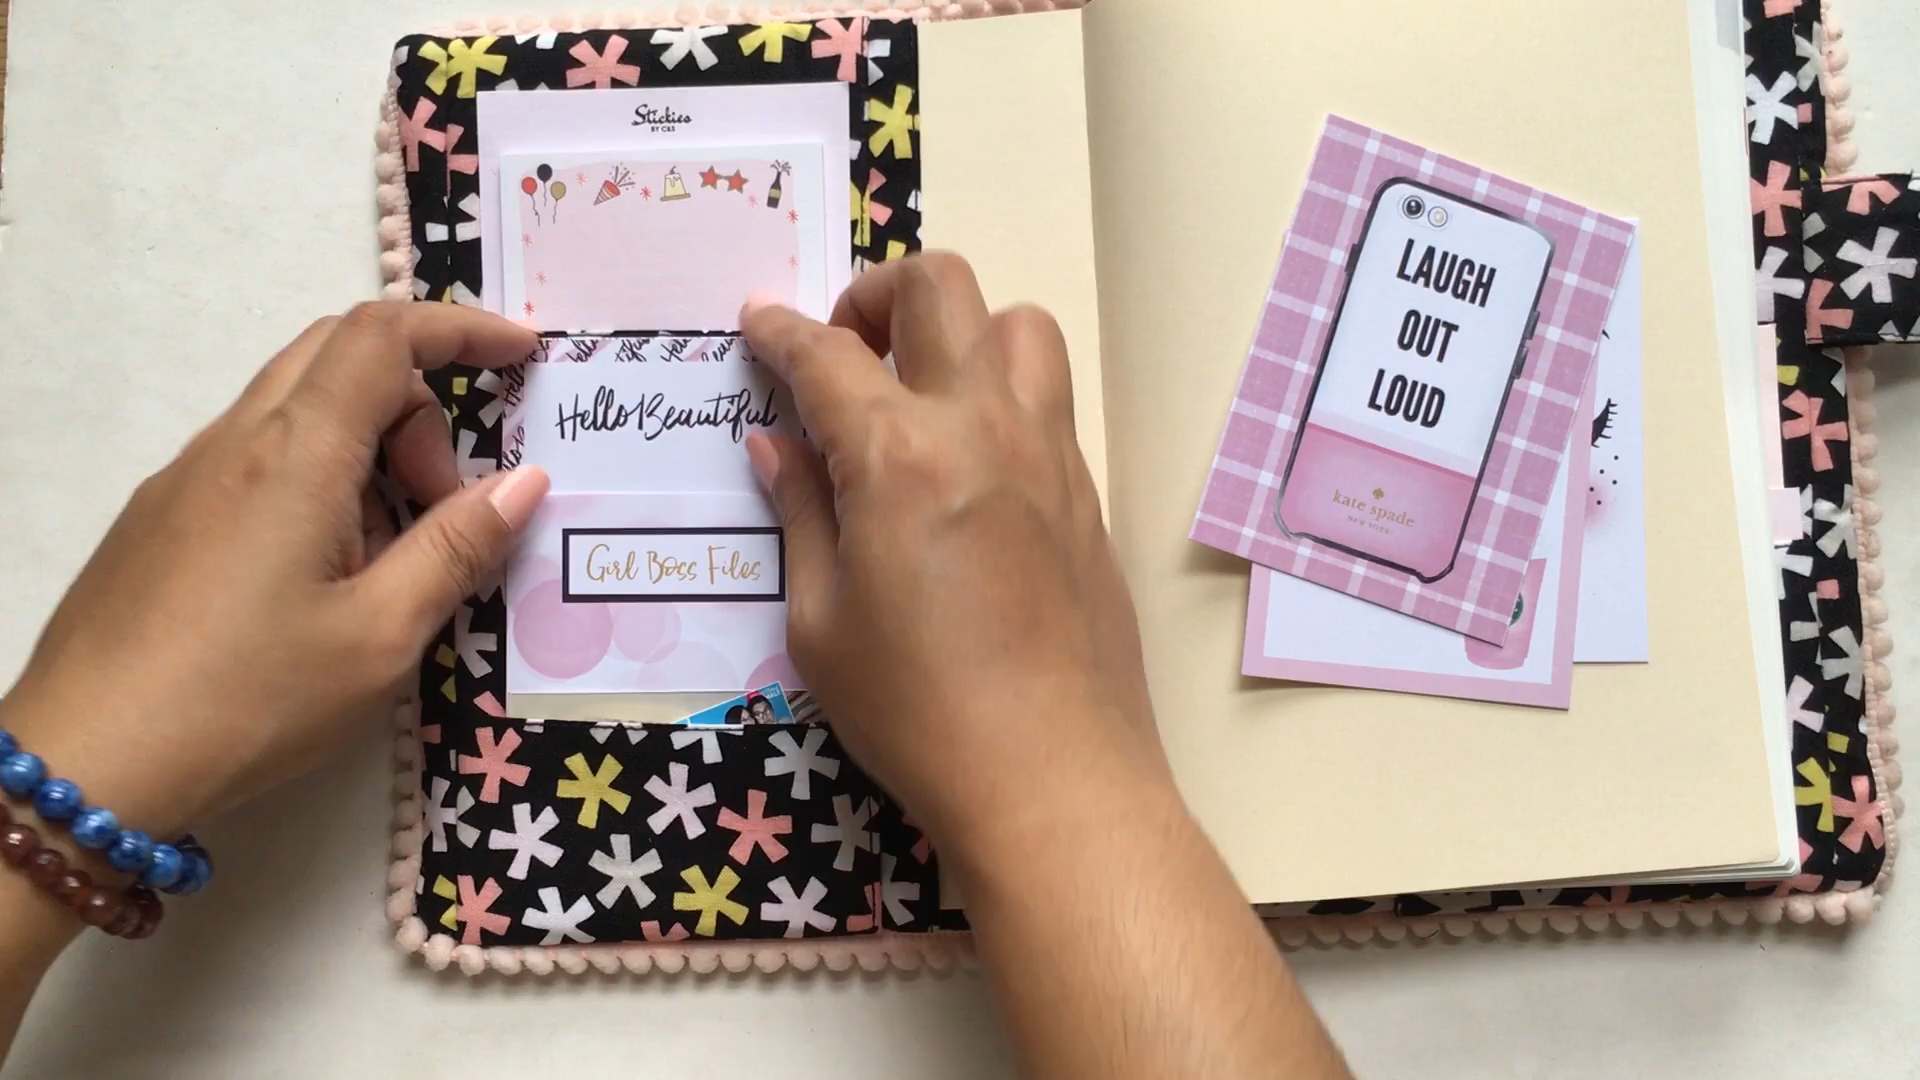 Stickies
BY C&S
Hello Beautiful
Girl Boss Files
LAUGH
OUT
LOUD
kate spade
NEW YORK